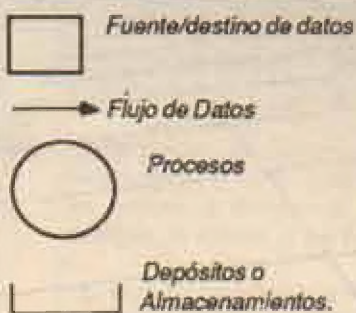 Fuente/destino de datos
Flujo de Datos
Procesos
Depósitos o
Almacenamientos.